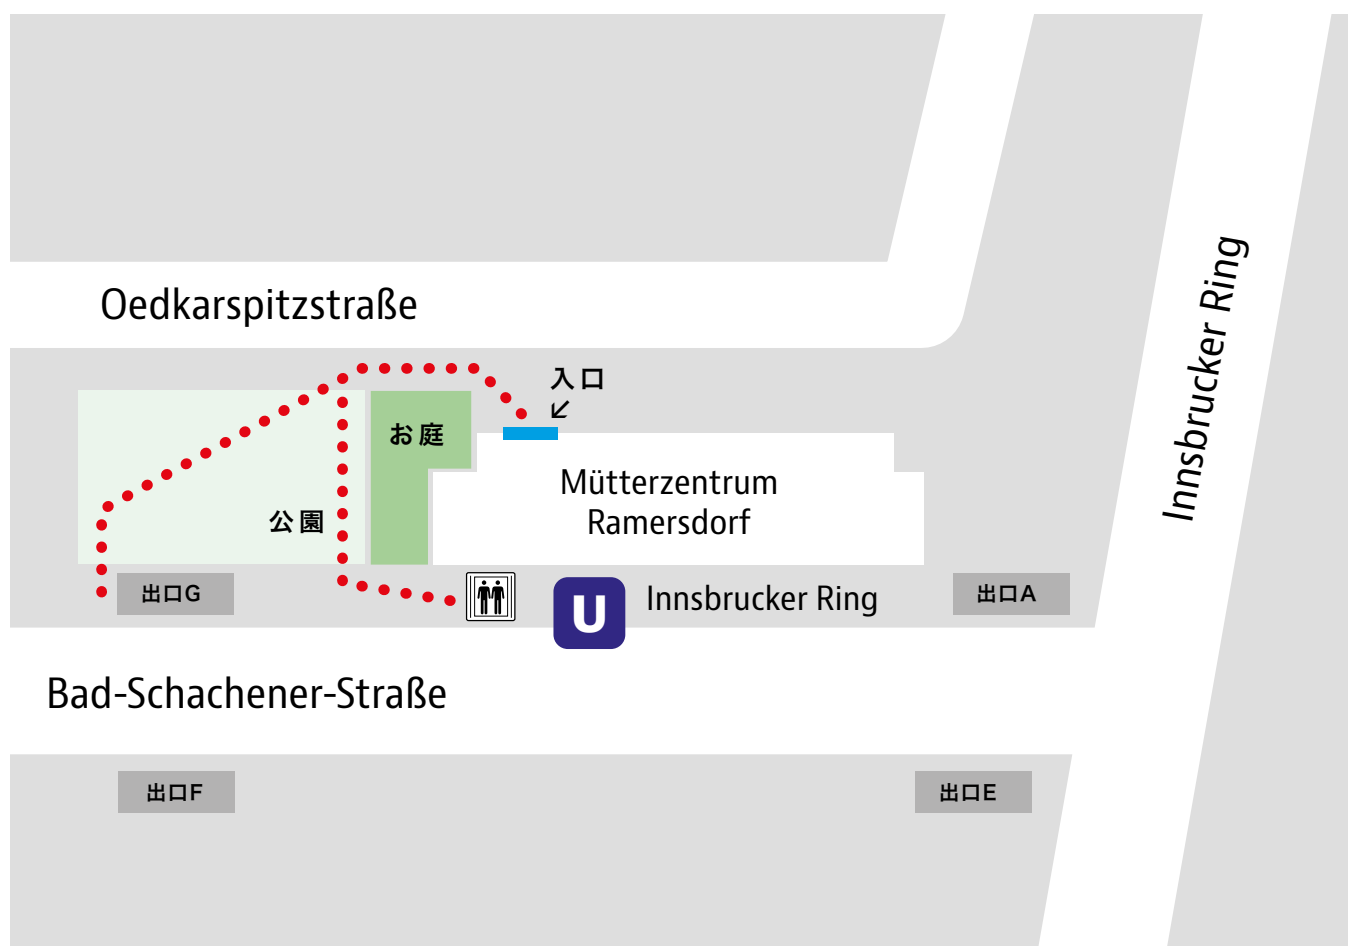 Oedkarspitzstraße
Innsbrucker Ring
入口
お庭
Mütterzentrum
Ramersdorf
公園
出口G
U
Innsbrucker Ring
出口A
Bad-Schachener-Straße
出口F
出口E